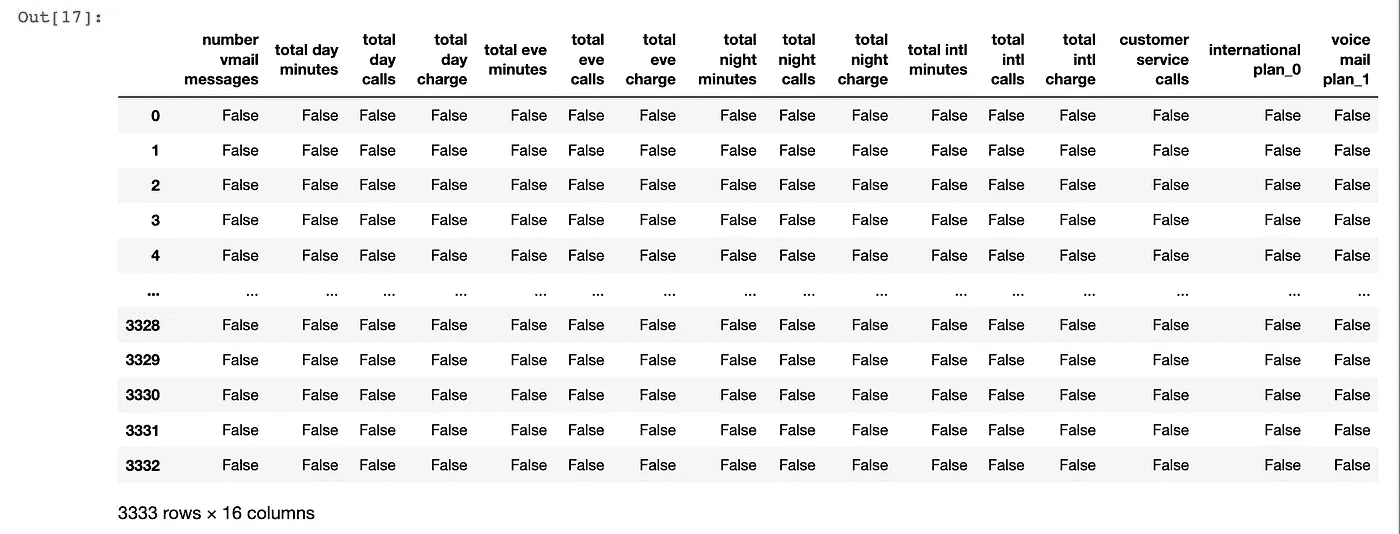 Out[17]:
number vmail messages total day minutes total day calls total day charge total eve minutes total eve calls total eve charge total night minutes total night calls total night charge total intl minutes total intl calls total intl charge customer service calls international plan_0 voice mail plan_1
0 False False False False False False False False False False False False False False False False
1 False False False False False False False False False False False False False False False False
2 False False False False False False False False False False False False False False False False
3 False False False False False False False False False False False False False False False False
4 False False False False False False False False False False False False False False False False
... ... ... ... ... ... ... ... ... ... ... ... ... ... ... ... ...
3328 False False False False False False False False False False False False False False False False
3329 False False False False False False False False False False False False False False False False
3330 False False False False False False False False False False False False False False False False
3331 False False False False False False False False False False False False False False False False
3332 False False False False False False False False False False False False False False False False
3333 rows × 16 columns